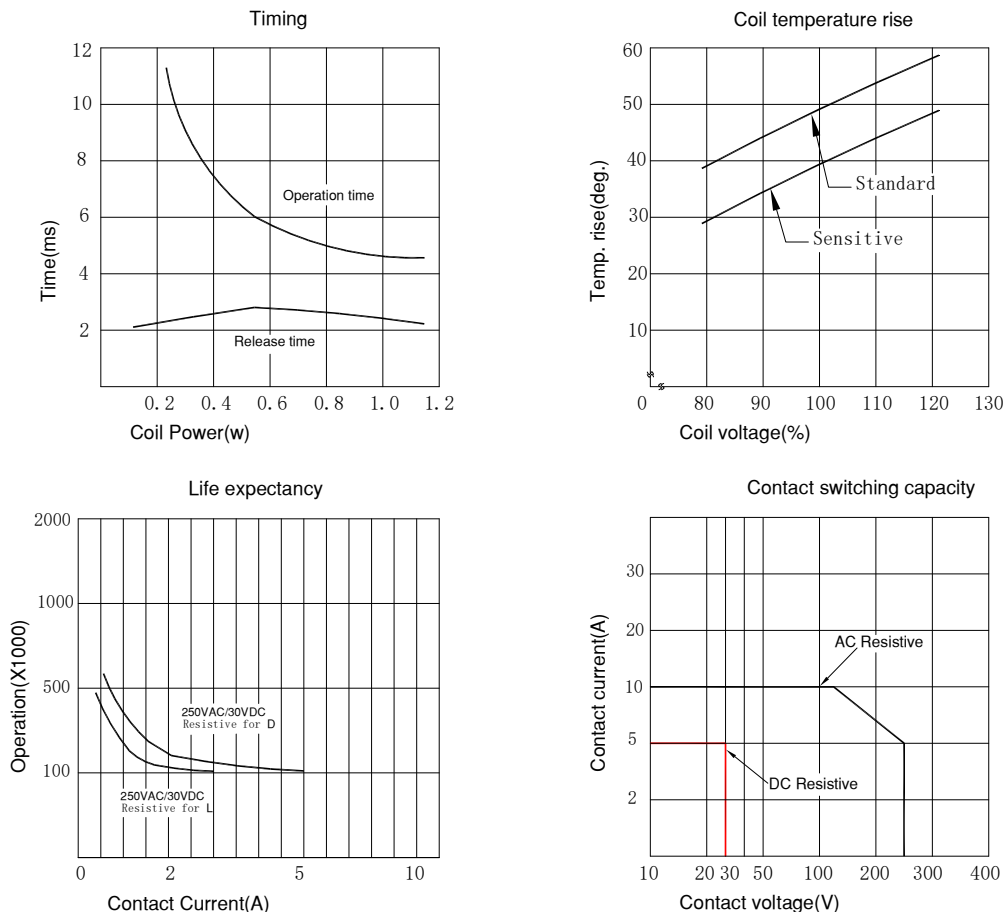 Timing
12
10
8
6
4
2
Time(ms)
Operation time
Release time
0.2 0.4 0.6 0.8 1.0 1.2
Coil Power(w)
Coil temperature rise
60
50
40
30
20
10
0
Temp. rise(deg.)
Standard
Sensitive
80 90 100 110 120 130
Coil voltage(%)
Life expectancy
2000
1000
500
100
Operation(X1000)
250VAC/30VDC
Resistive for D
250VAC/30VDC
Resistive for L
0 2 5 10
Contact Current(A)
Contact switching capacity
30
20
10
5
2
Contact current(A)
AC Resistive
DC Resistive
10 20 30 50 100 200 300 400
Contact voltage(V)